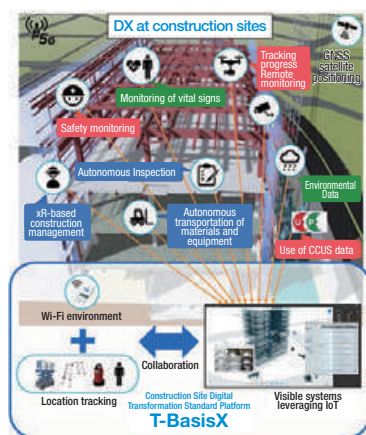 DX at construction sites
5G
Tracking
progress
Remote
monitoring
GNSS
satellite
positioning
Monitoring of vital signs
Safety monitoring
Autonomous Inspection
Environmental
Data
xR-based
construction
management
Autonomous
transportation of
materials and
equipment
Use of CCUS data
Wi-Fi environment
Collaboration
Location tracking
Visible systems
leveraging IoT
Construction Site Digital
Transformation Standard Platform
T-BasisX